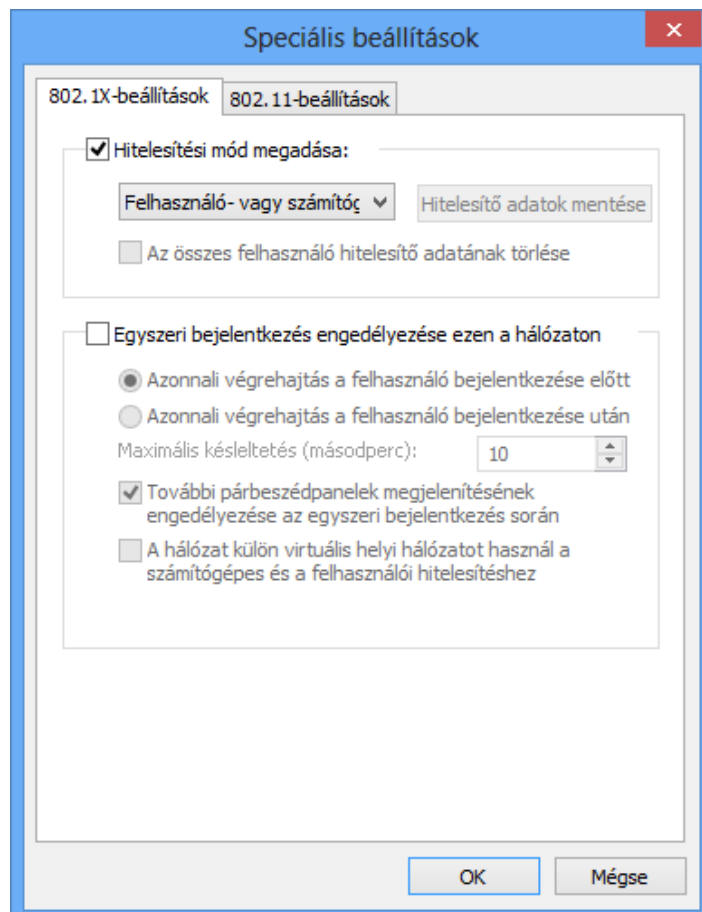 Speciális beállítások
802.1X-beállítások
802.11-beállítások
Hitelesítési mód megadása:
Felhasználó- vagy számítóg
Hitelesítő adatok mentése
Az összes felhasználó hitelesítő adatának törlése
Egyszeri bejelentkezés engedélyezése ezen a hálózaton
Azonnali végrehajtás a felhasználó bejelentkezése előtt
Azonnali végrehajtás a felhasználó bejelentkezése után
Maximális késleltetés (másodperc):
10
További párbeszédpanelek megjelenítésének
engedélyezése az egyszeri bejelentkezés során
A hálózat külön virtuális helyi hálózatot használ a
számítógépes és a felhasználói hitelesítéshez
OK
Mégse